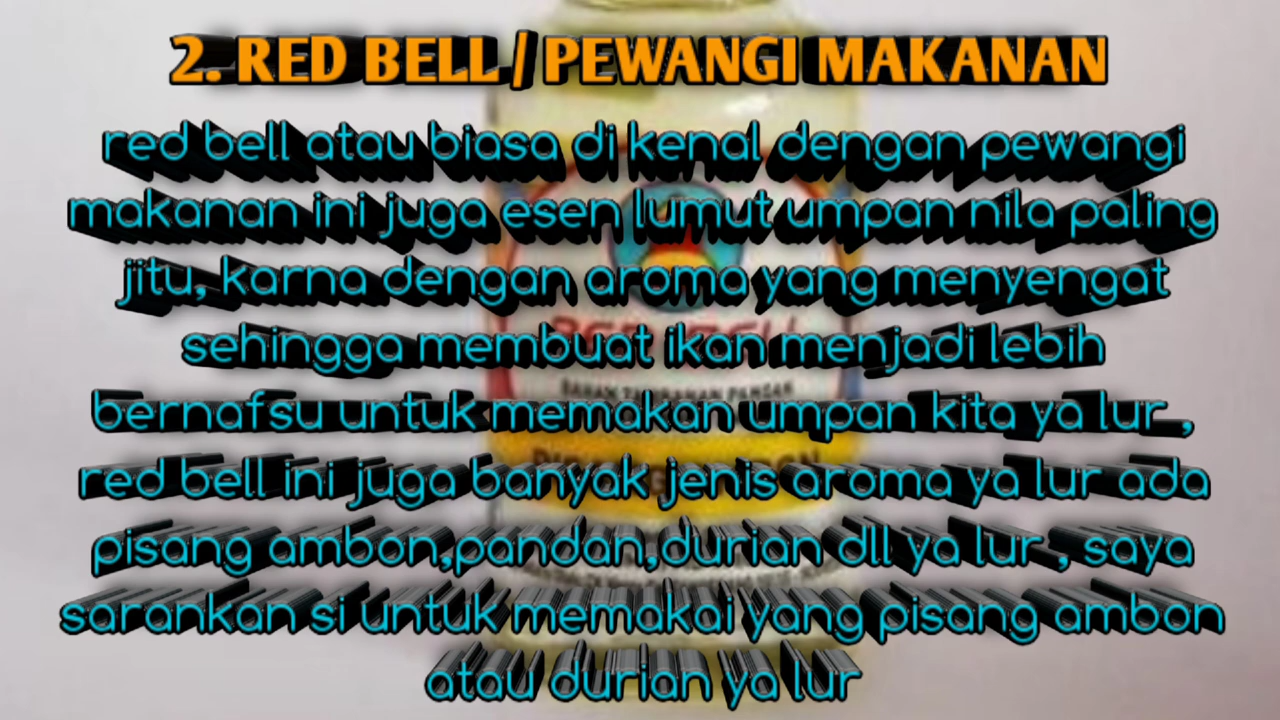 2. RED BELL / PEWANGI MAKANAN
red bell atau biasa di kenal dengan pewangi
makanan ini juga esen lumut umpan nila paling
jitu, karna dengan aroma yang menyengat
sehingga membuat ikan menjadi lebih
bernafsu untuk memakan umpan kita ya lur ,
red bell ini juga banyak jenis aroma ya lur ada
pisang ambon,pandan,durian dll ya lur , saya
sarankan si untuk memakai yang pisang ambon
atau durian ya lur